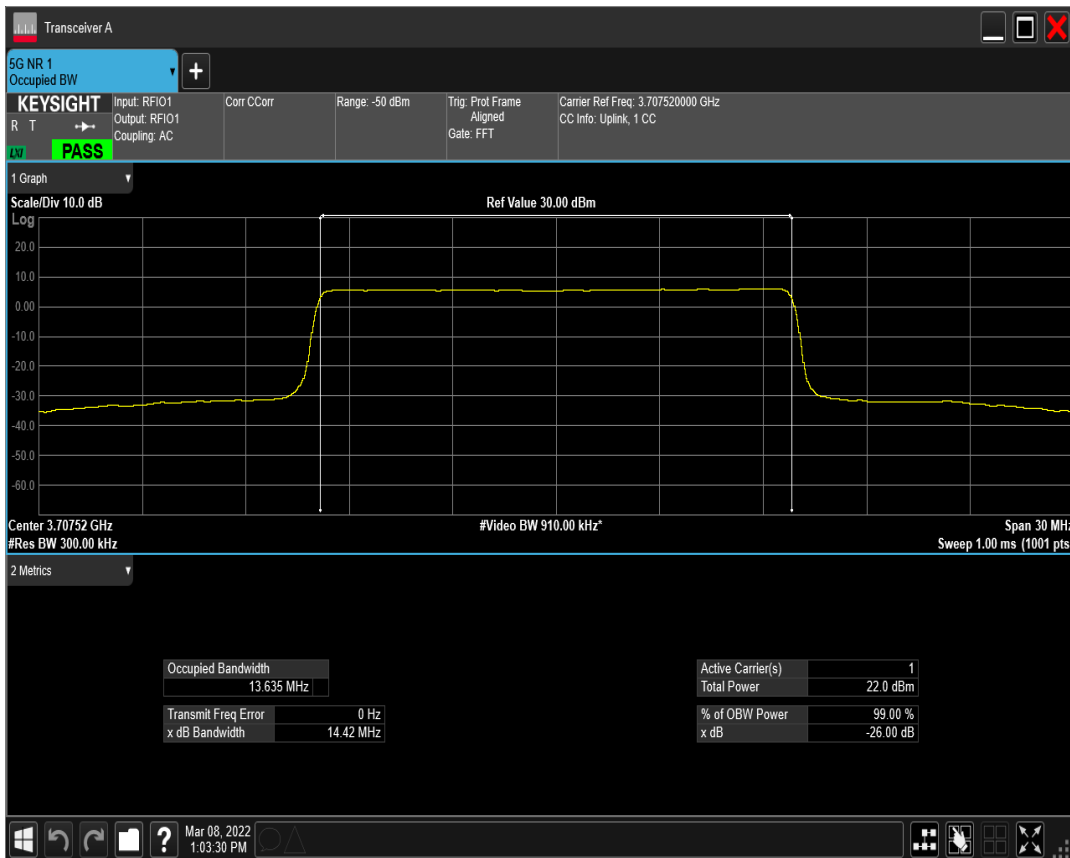 Transceiver A
5G NR 1
Occupied BW
+
KEYSIGHT
R T
LXI
PASS
Input: RFIO1
Output: RFIO1
Coupling: AC
Corr CCorr
Range: -50 dBm
Trig: Prot Frame
Aligned
Gate: FFT
Carrier Ref Freq: 3.707520000 GHz
CC Info: Uplink, 1 CC
1 Graph
Scale/Div 10.0 dB
Ref Value 30.00 dBm
Log
20.0
10.0
0.00
-10.0
-20.0
-30.0
-40.0
-50.0
-60.0
Center 3.70752 GHz
#Video BW 910.00 kHz*
Span 30 MHz
#Res BW 300.00 kHz
Sweep 1.00 ms (1001 pts
2 Metrics
Occupied Bandwidth
13.635 MHz
Transmit Freq Error 0 Hz
x dB Bandwidth 14.42 MHz
Active Carrier(s) 1
Total Power 22.0 dBm
% of OBW Power 99.00 %
x dB -26.00 dB
?
Mar 08, 2022
1:03:30 PM